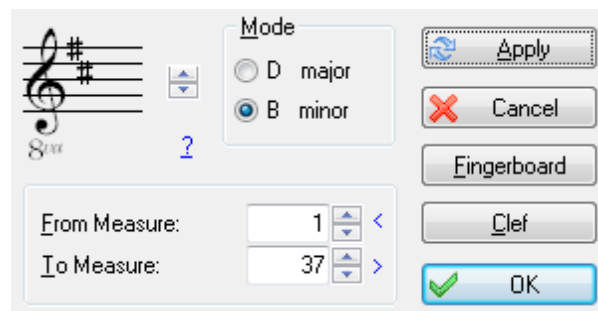 Mode
D major
B minor
8va
?
From Measure: 1 <
To Measure: 37 >
Apply
Cancel
Fingerboard
Clef
OK